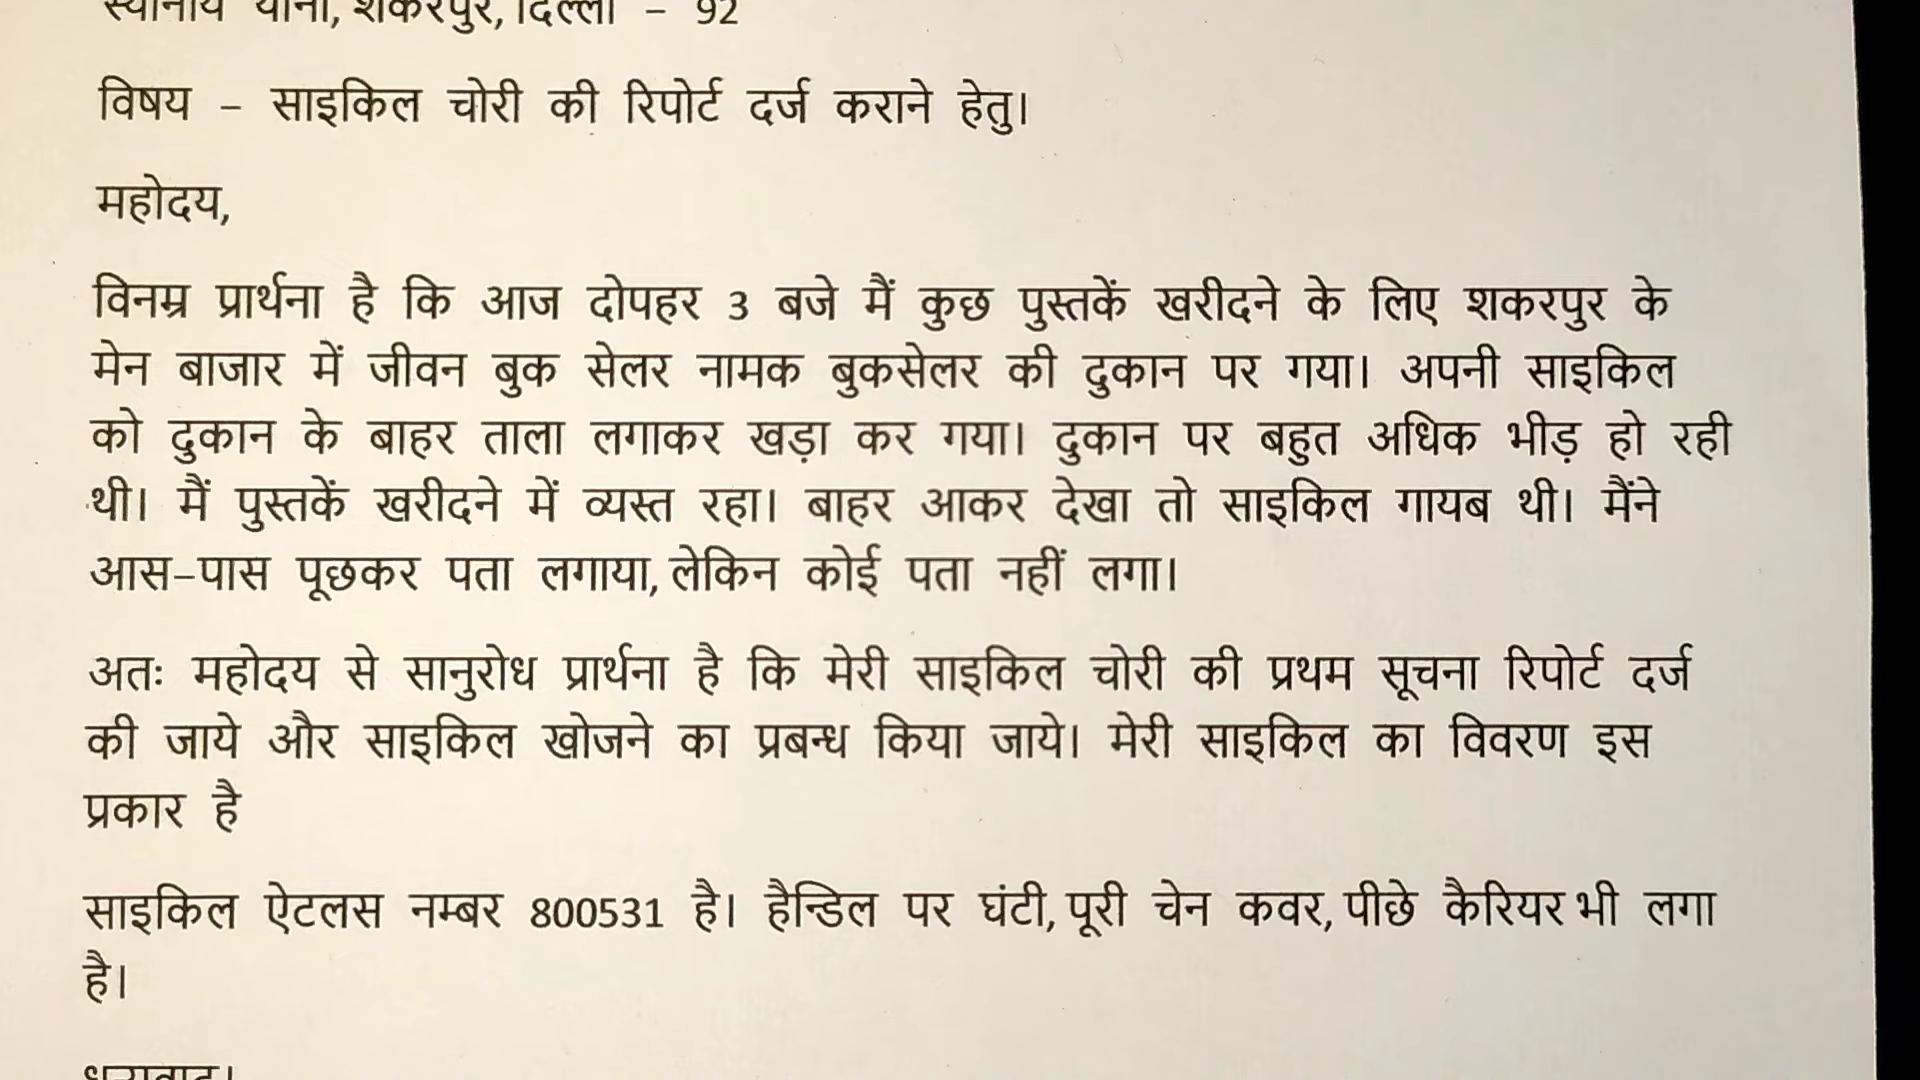 स्थानीय थाना, शकरपुर, दिल्ली – 92
विषय – साइकिल चोरी की रिपोर्ट दर्ज कराने हेतु।
महोदय,
विनम्र प्रार्थना है कि आज दोपहर 3 बजे मैं कुछ पुस्तकें खरीदने के लिए शकरपुर के
मेन बाजार में जीवन बुक सेलर नामक बुकसेलर की दुकान पर गया। अपनी साइकिल
को दुकान के बाहर ताला लगाकर खड़ा कर गया। दुकान पर बहुत अधिक भीड़ हो रही
थी। मैं पुस्तकें खरीदने में व्यस्त रहा। बाहर आकर देखा तो साइकिल गायब थी। मैंने
आस–पास पूछकर पता लगाया, लेकिन कोई पता नहीं लगा।
अतः महोदय से सानुरोध प्रार्थना है कि मेरी साइकिल चोरी की प्रथम सूचना रिपोर्ट दर्ज
की जाये और साइकिल खोजने का प्रबन्ध किया जाये। मेरी साइकिल का विवरण इस
प्रकार है
साइकिल ऐटलस नम्बर 800531 है। हैन्डिल पर घंटी, पूरी चेन कवर, पीछे कैरियर भी लगा
है।
धन्यवाद।